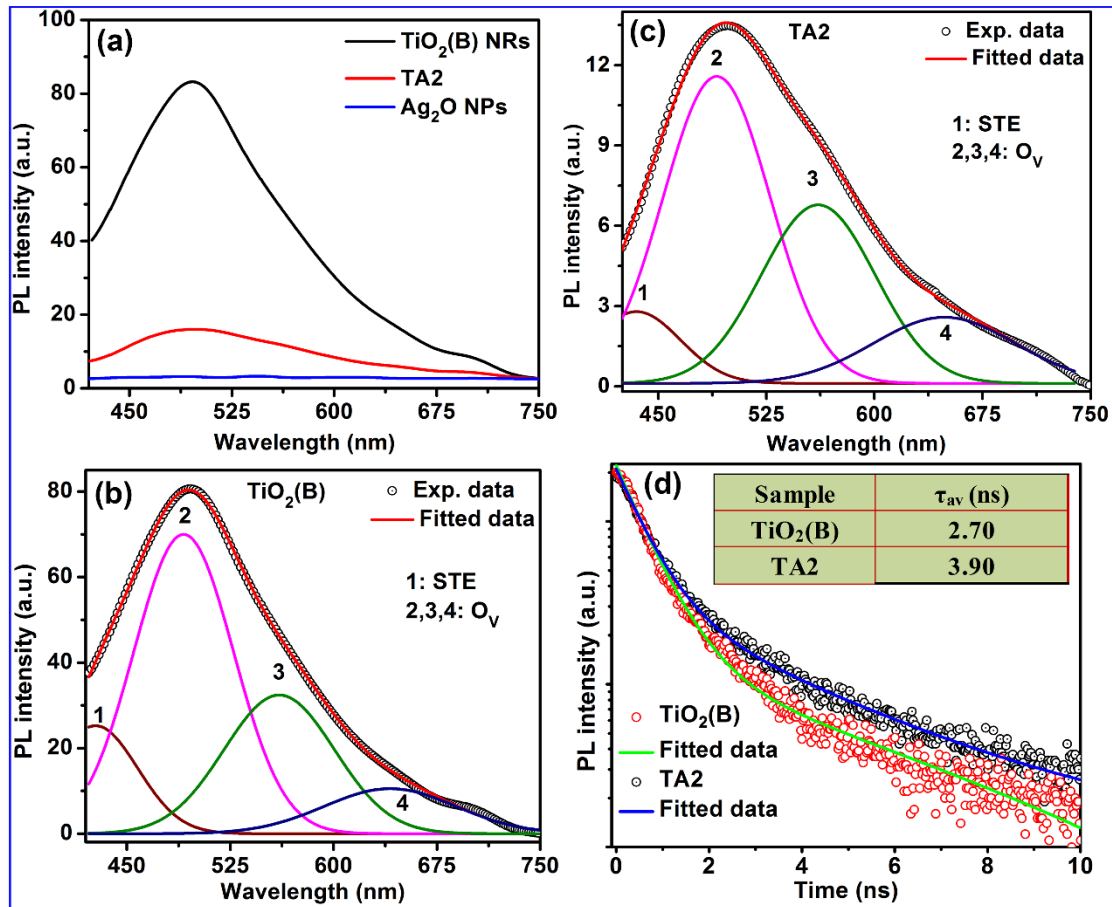 (a)
TiO₂(B) NRs
TA2
Ag₂O NPs
100
80
60
40
20
0
PL intensity (a.u.)
450 525 600 675 750
Wavelength (nm)
(c)
TA2
Exp. data
Fitted data
1: STE
2,3,4: O_V
1
2
3
4
12
9
6
3
0
PL intensity (a.u.)
450 525 600 675 750
Wavelength (nm)
(b)
TiO₂(B)
Exp. data
Fitted data
1: STE
2,3,4: O_V
1
2
3
4
80
60
40
20
0
PL intensity (a.u.)
450 525 600 675 750
Wavelength (nm)
(d)
Sample τav (ns)
TiO₂(B) 2.70
TA2 3.90
TiO₂(B)
Fitted data
TA2
Fitted data
PL intensity (a.u.)
0 2 4 6 8 10
Time (ns)